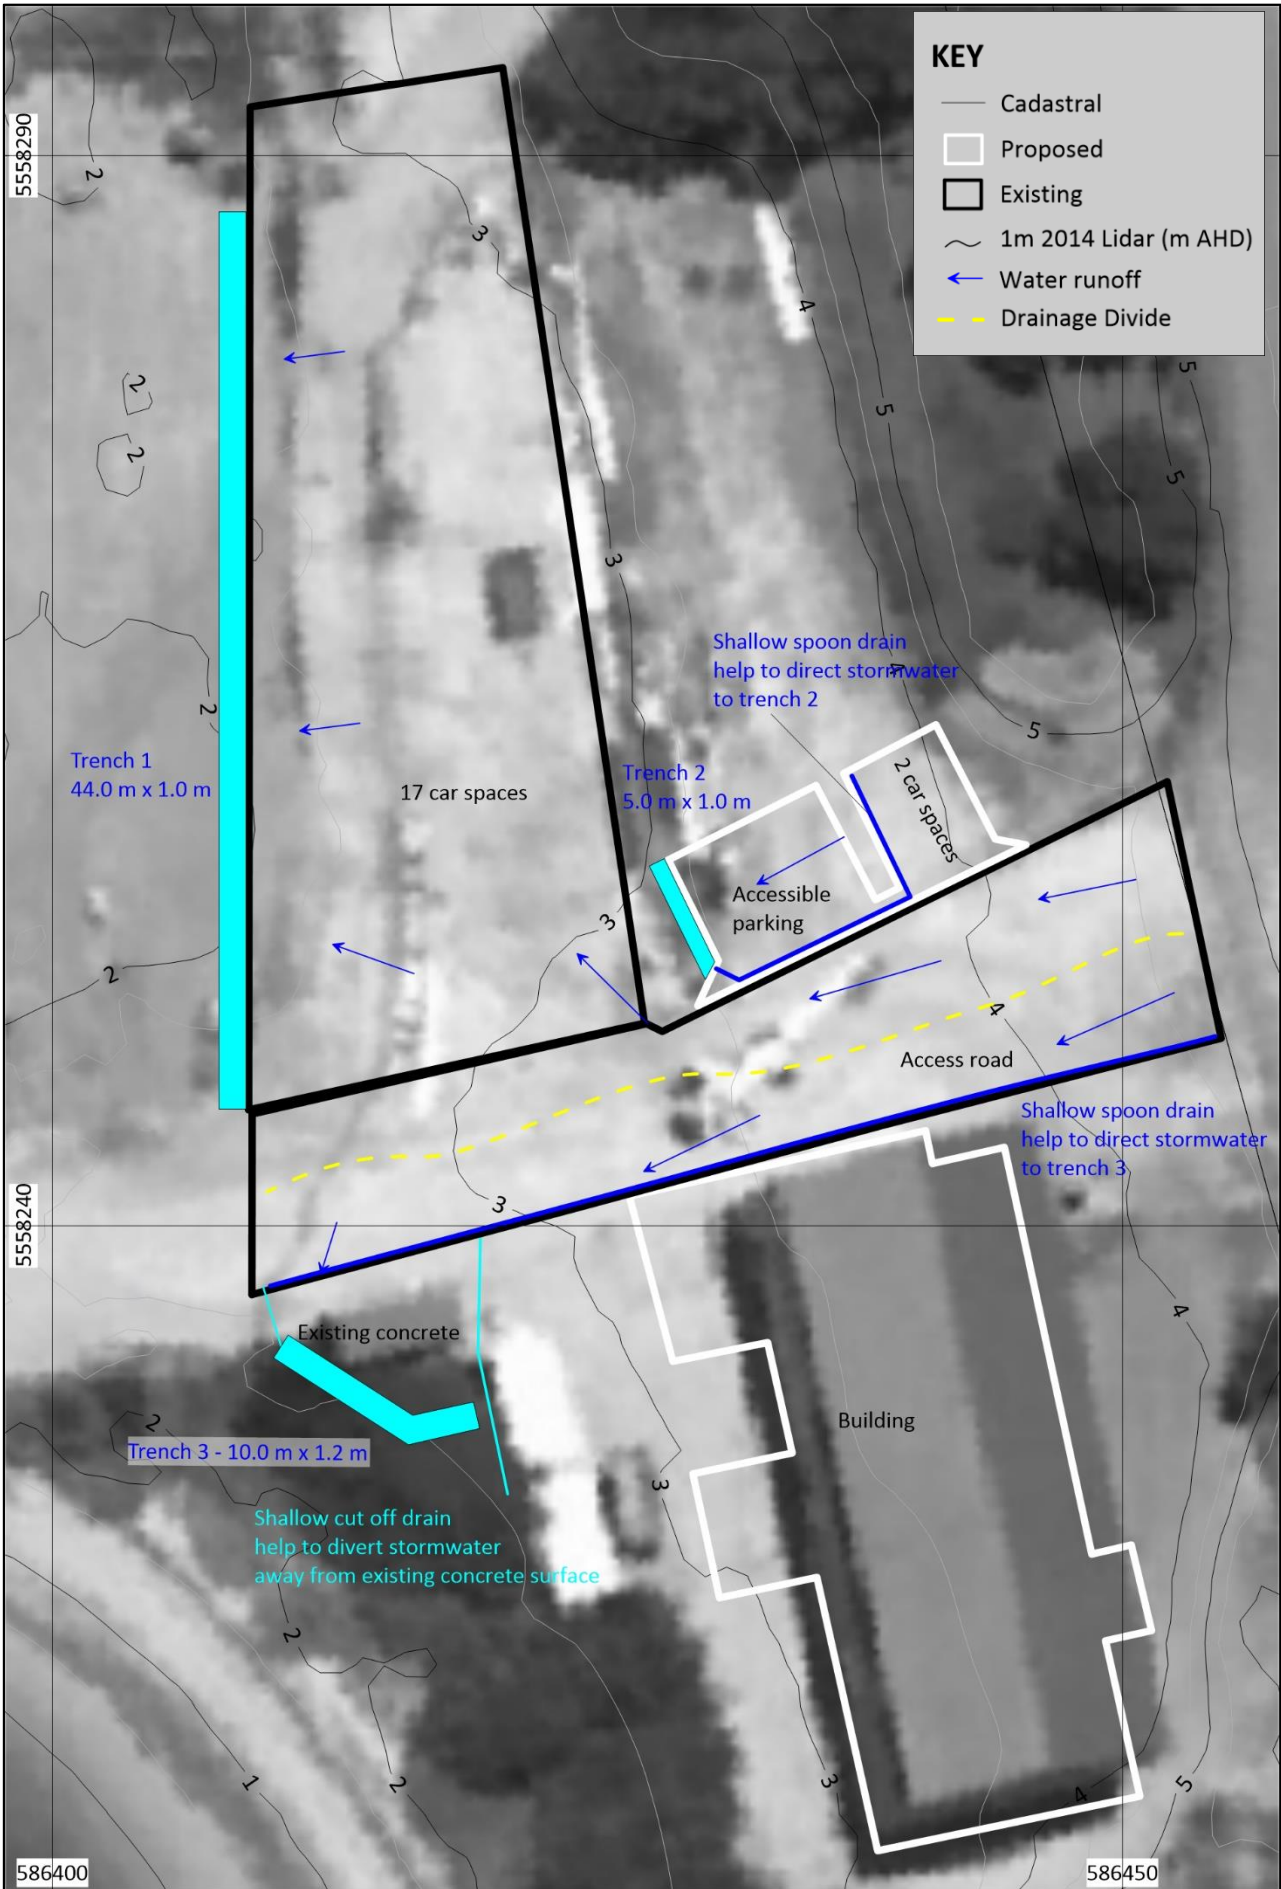 KEY
Cadastral
Proposed
Existing
1m 2014 Lidar (m AHD)
Water runoff
Drainage Divide
5558290
2
3
4
2
2
5
5
5
3
Shallow spoon drain
help to direct stormwater
to trench 2
4
2
5
Trench 1
44.0 m x 1.0 m
17 car spaces
Trench 2
5.0 m x 1.0 m
2 car spaces
Accessible
parking
3
2
4
Access road
Shallow spoon drain
help to direct stormwater
to trench 3
5558240
3
4
Existing concrete
2
Building
Trench 3 - 10.0 m x 1.2 m
3
Shallow cut off drain
help to divert stormwater
away from existing concrete surface
2
1
2
3
4
5
586400
586450